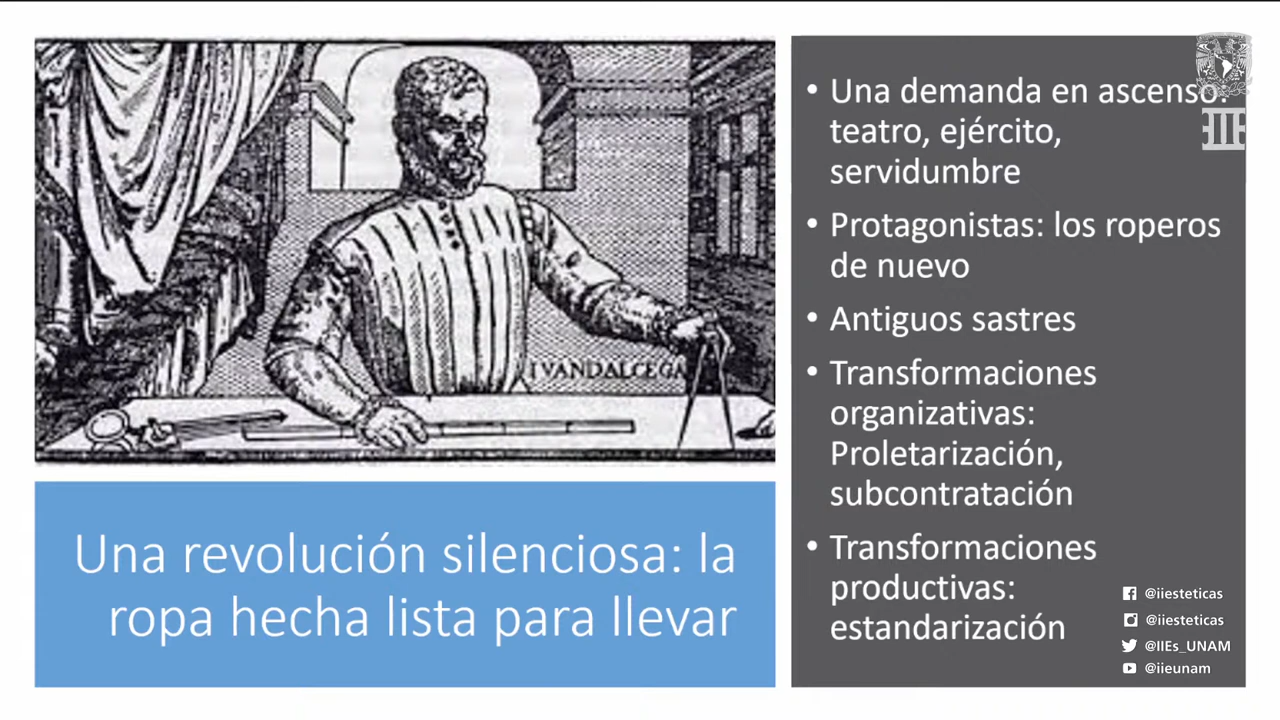 IVANDALCEGA
Una revolución silenciosa: la
ropa hecha lista para llevar
• Una demanda en ascenso:
teatro, ejército,
servidumbre
• Protagonistas: los roperos
de nuevo
• Antiguos sastres
• Transformaciones
organizativas:
Proletarización,
subcontratación
• Transformaciones
productivas:
estandarización
@iiesteticas
@iiesteticas
@IIEs_UNAM
@iieunam